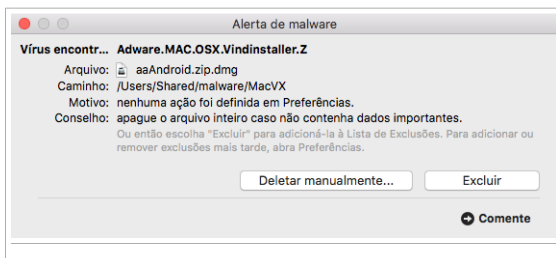 Alerta de malware
Vírus encontr... Adware.MAC.OSX.Vindinstaller.Z
Arquivo: aaAndroid.zip.dmg
Caminho: /Users/Shared/malware/MacVX
Motivo: nenhuma ação foi definida em Preferências.
Conselho: apague o arquivo inteiro caso não contenha dados importantes.
Ou então escolha "Excluir" para adicioná-la à Lista de Exclusões. Para adicionar ou
remover exclusões mais tarde, abra Preferências.
Deletar manualmente... Excluir
Comente